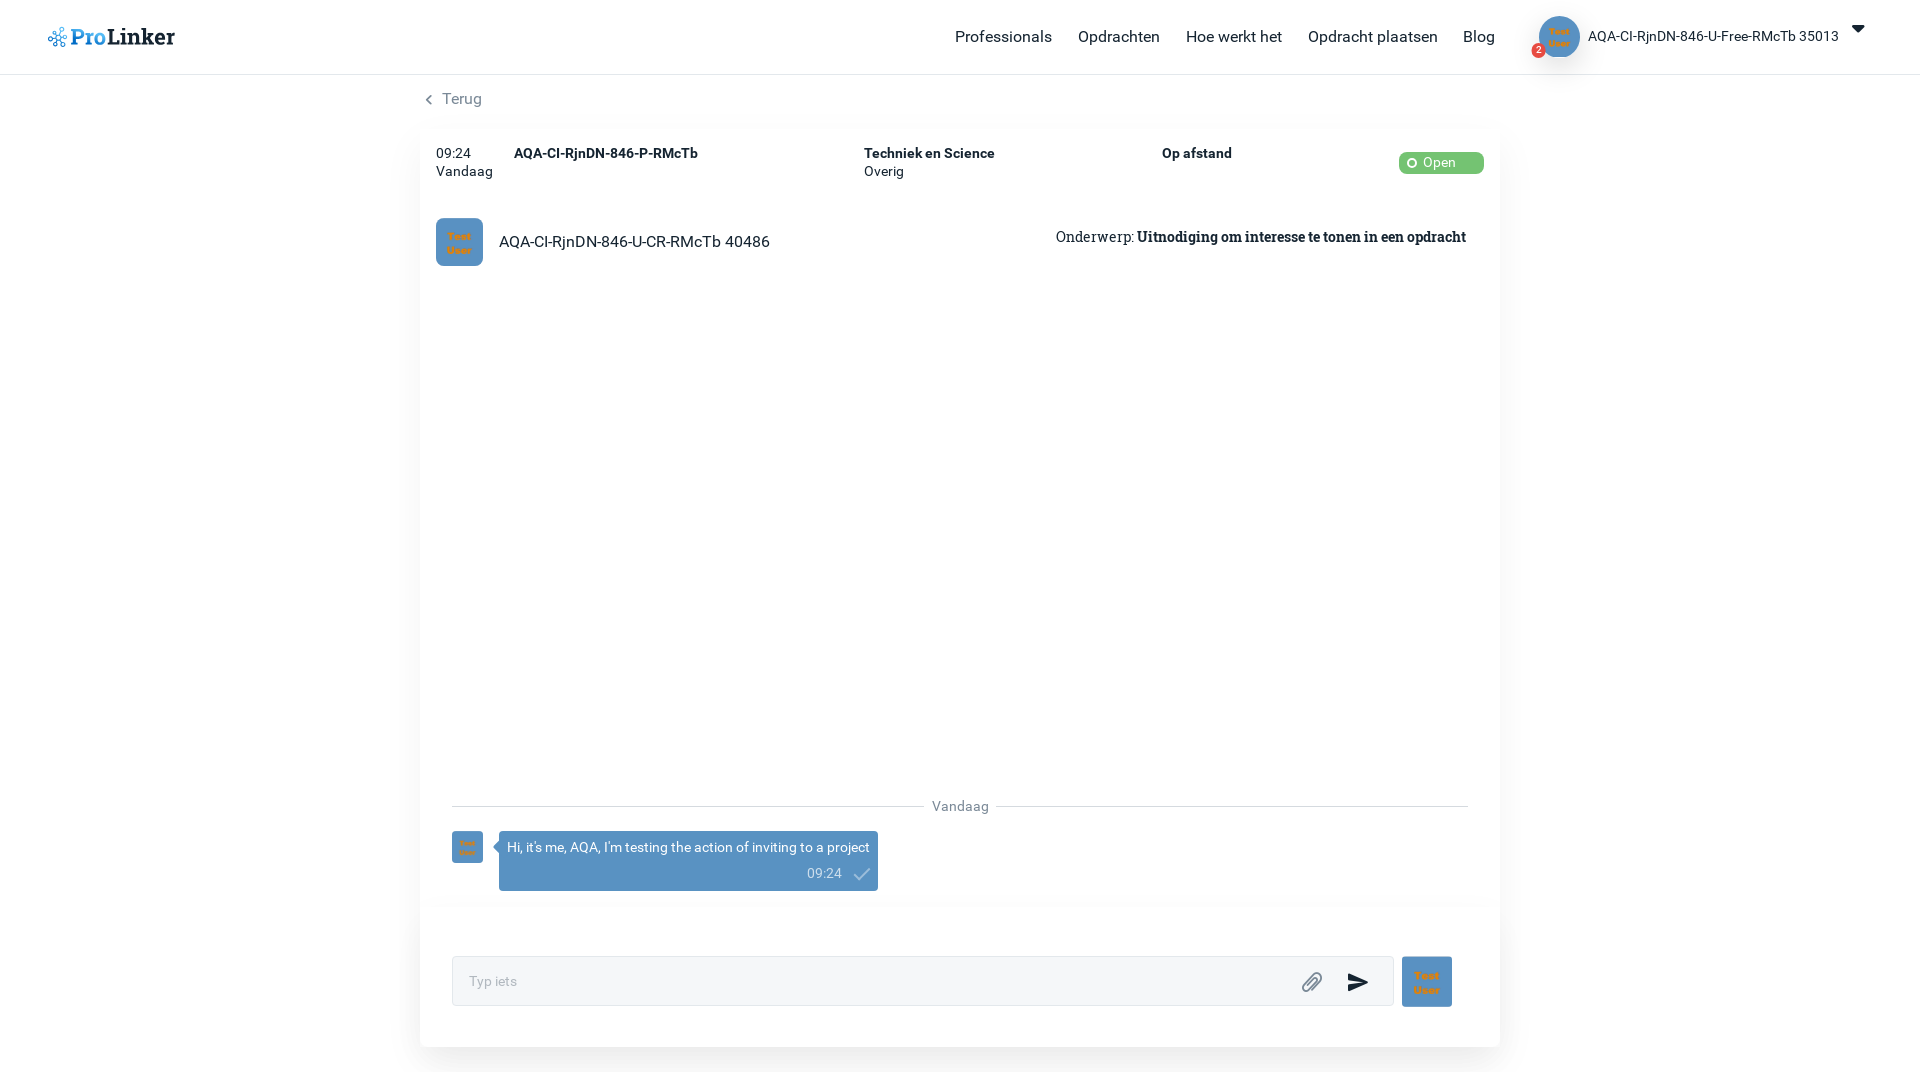 ProLinker
Professionals
Opdrachten
Hoe werkt het
Opdracht plaatsen
Blog
Test
User
2
AQA-CI-RjnDN-846-U-Free-RMcTb 35013
Terug
09:24
Vandaag
AQA-CI-RjnDN-846-P-RMcTb
Techniek en Science
Overig
Op afstand
Open
Test
User
AQA-CI-RjnDN-846-U-CR-RMcTb 40486
Onderwerp: Uitnodiging om interesse te tonen in een opdracht
Vandaag
Test
User
Hi, it's me, AQA, I'm testing the action of inviting to a project
09:24
Typ iets
Test
User